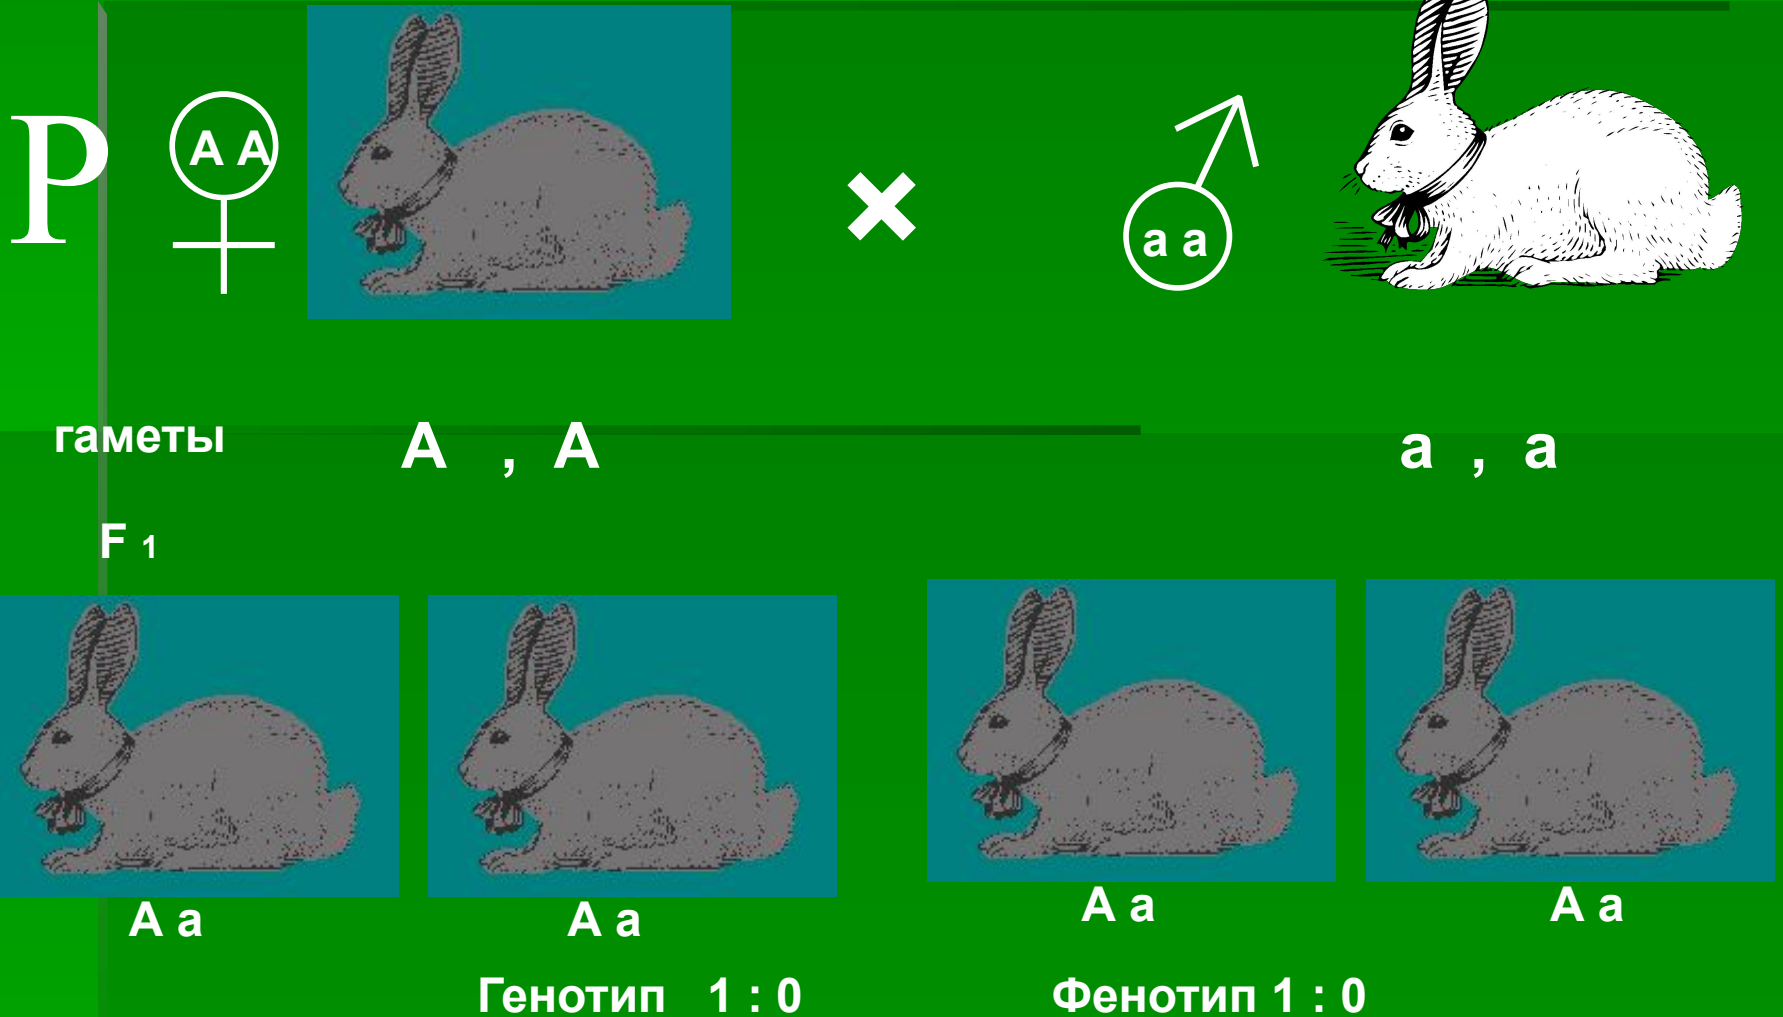 P А А × а а
гаметы А , А а , а
F 1
А а А а А а А а
Генотип 1 : 0 Фенотип 1 : 0